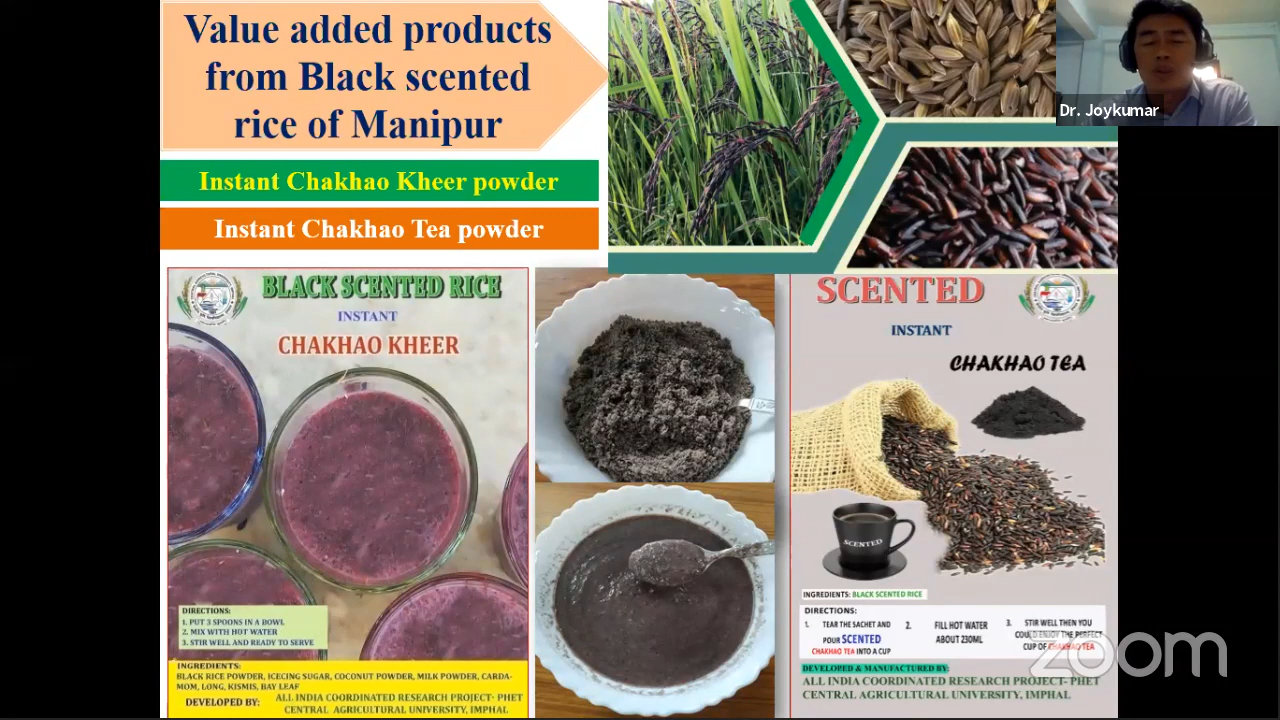 Value added products
from Black scented
rice of Manipur
Instant Chakhao Kheer powder
Instant Chakhao Tea powder
Dr. Joykumar
BLACK SCENTED RICE
INSTANT
CHAKHAO KHEER
DIRECTIONS:
1. PUT 3 SPOONS IN A BOWL
2. MIX WITH HOT WATER
3. STIR WELL AND READY TO SERVE
INGREDIENTS:
BLACK RICE POWDER, ICECING SUGAR, COCONUT POWDER, MILK POWDER, CARDA-
MOM, LONG, KISMIS, BAY LEAF
DEVELOPED BY: ALL INDIA COORDINATED RESEARCH PROJECT- PHET
CENTRAL AGRICULTURAL UNIVERSITY, IMPHAL
SCENTED
INSTANT
CHAKHAO TEA
SCENTED
INGREDIENTS: BLACK SCENTED RICE
DIRECTIONS:
1. TEAR THE SACHET AND
POUR SCENTED
CHAKHAO TEA INTO A CUP
2. FILL HOT WATER
ABOUT 230ML
3. STIR WELL THEN YOU
COULD ENJOY THE PERFECT
CUP OF CHAKHAO TEA
DEVELOPED & MANUFACTURED BY:
ALL INDIA COORDINATED RESEARCH PROJECT- PHET
CENTRAL AGRICULTURAL UNIVERSITY, IMPHAL
zoom